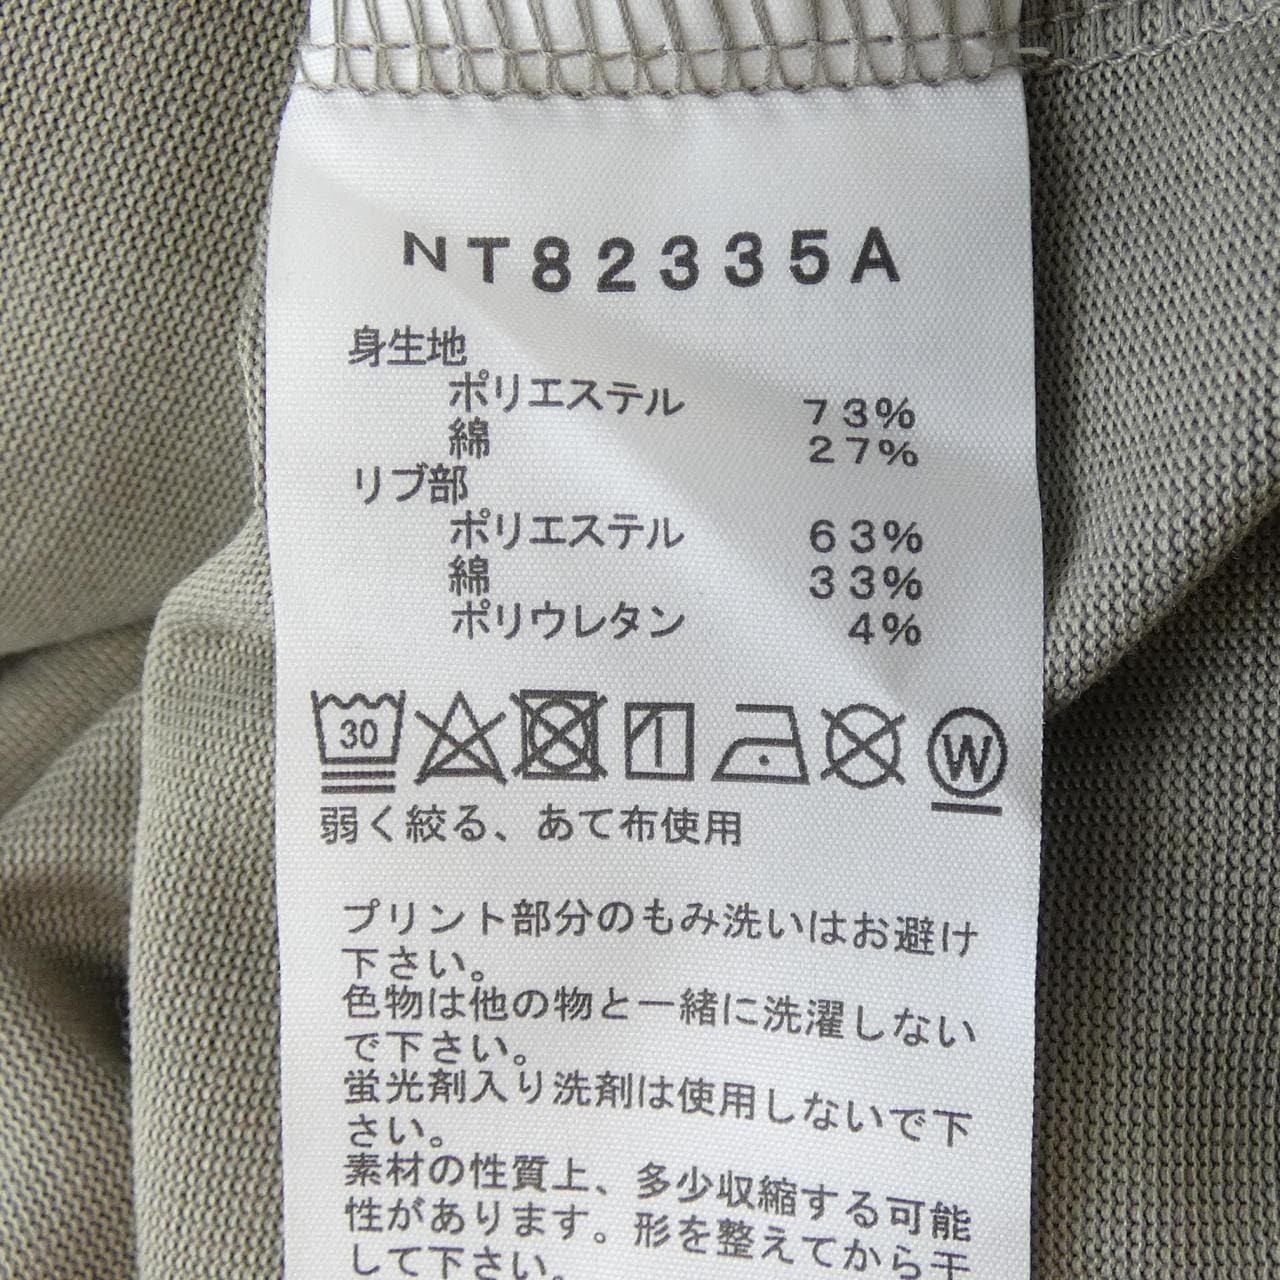 NT82335A
身生地
ポリエステル 73%
綿 27%
リブ部
ポリエステル 63%
綿 33%
ポリウレタン 4%
30 W
弱く絞る、あて布使用
プリント部分のもみ洗いはお避け
下さい。
色物は他の物と一緒に洗濯しない
で下さい。
蛍光剤入り洗剤は使用しないで下
さい。
素材の性質上、多少収縮する可能
性があります。形を整えてから干
して下さい。